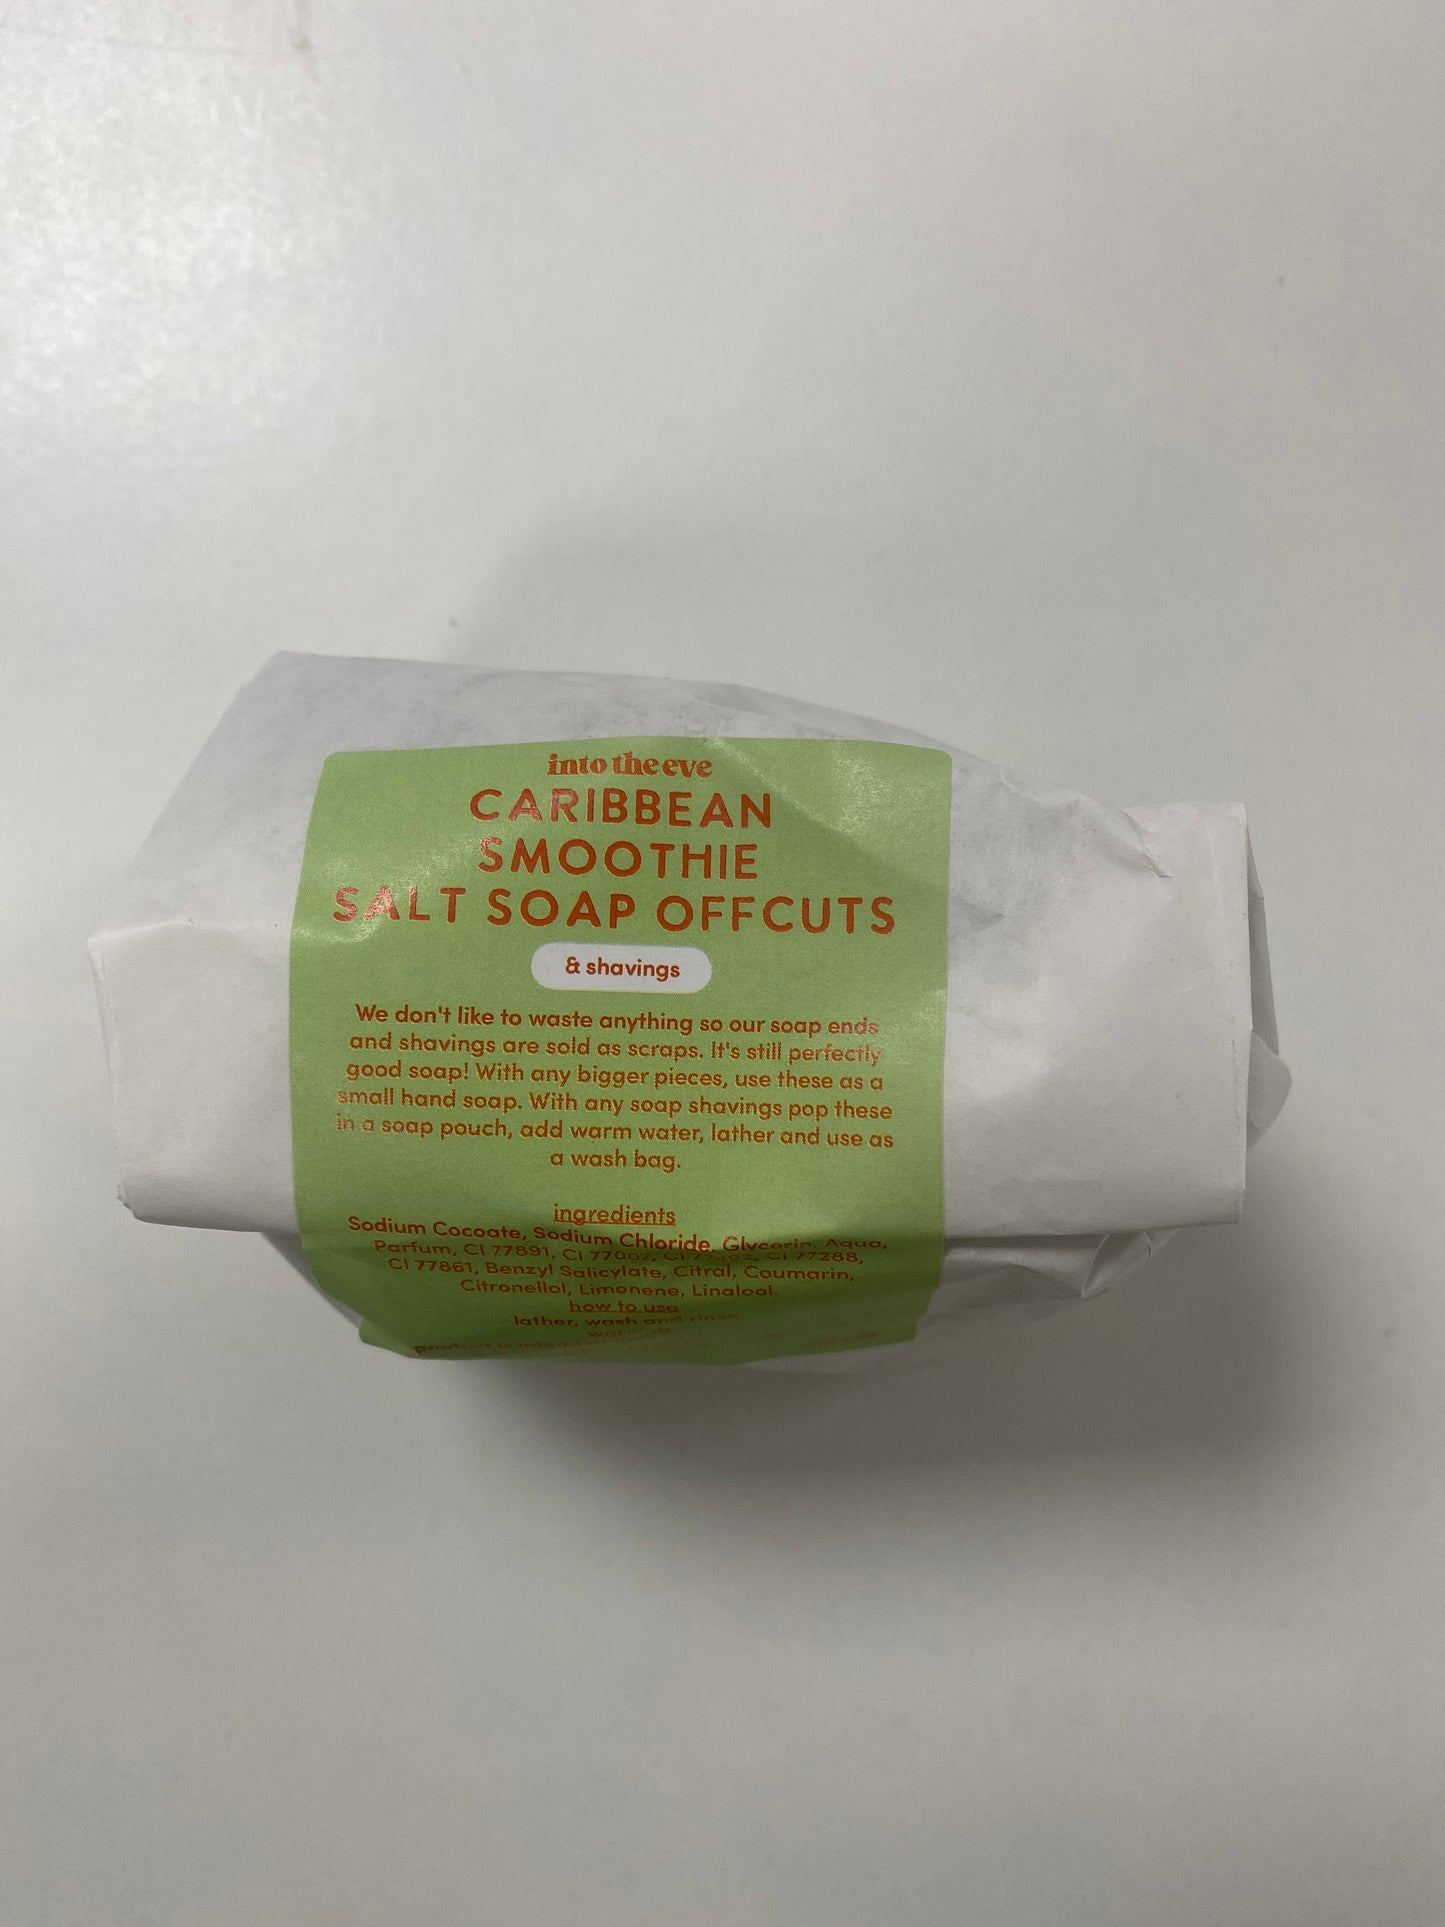 into the eve
CARIBBEAN
SMOOTHIE
SALT SOAP OFFCUTS
& shavings
We don't like to waste anything so our soap ends
and shavings are sold as scraps. It's still perfectly
good soap! With any bigger pieces, use these as a
small hand soap. With any soap shavings pop these
in a soap pouch, add warm water, lather and use as
a wash bag.
ingredients
Sodium Cocoate, Sodium Chloride, Glycerin, Aqua,
Parfum, CI 77891, CI 77007, CI 77288,
CI 77861, Benzyl Salicylate, Citral, Coumarin,
Citronellol, Limonene, Linalool.
how to use
lather, wash and rinse
product is